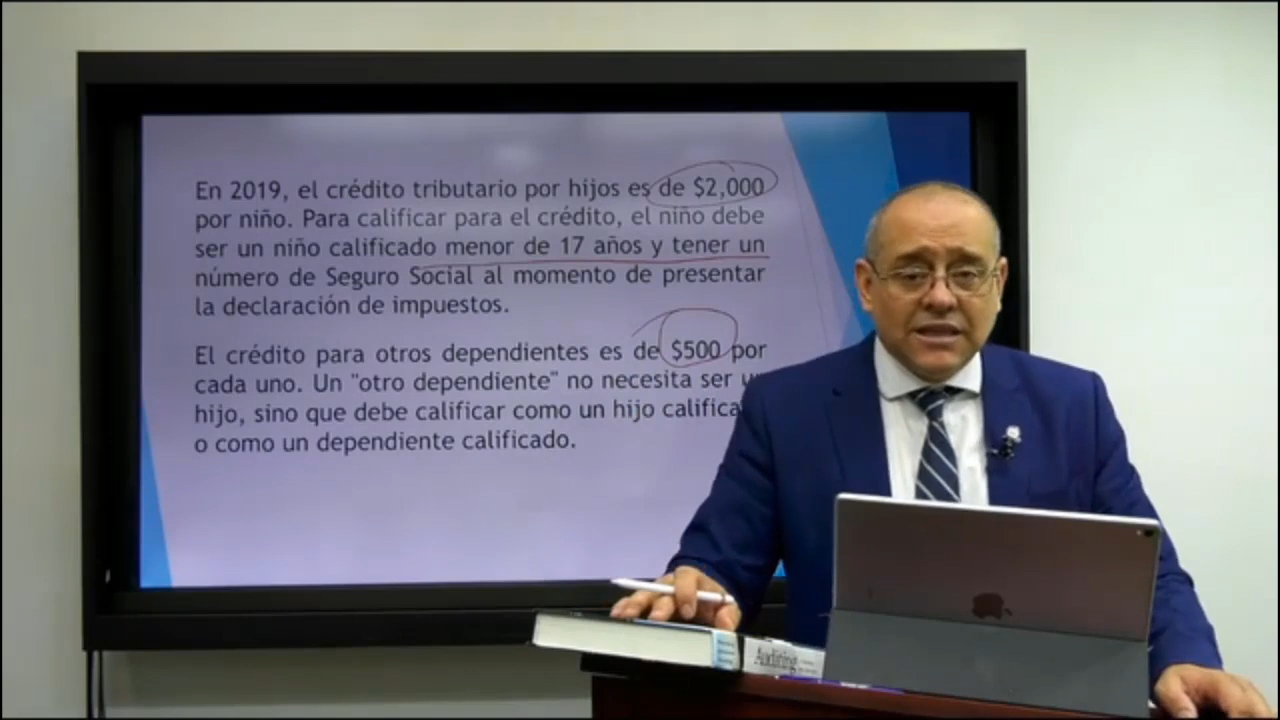 En 2019, el crédito tributario por hijos es de $2,000
por niño. Para calificar para el crédito, el niño debe
ser un niño calificado menor de 17 años y tener un
número de Seguro Social al momento de presentar
la declaración de impuestos.
El crédito para otros dependientes es de $500 por
cada uno. Un "otro dependiente" no necesita ser
hijo, sino que debe calificar como un hijo
o como un dependiente calificado.
Auditing